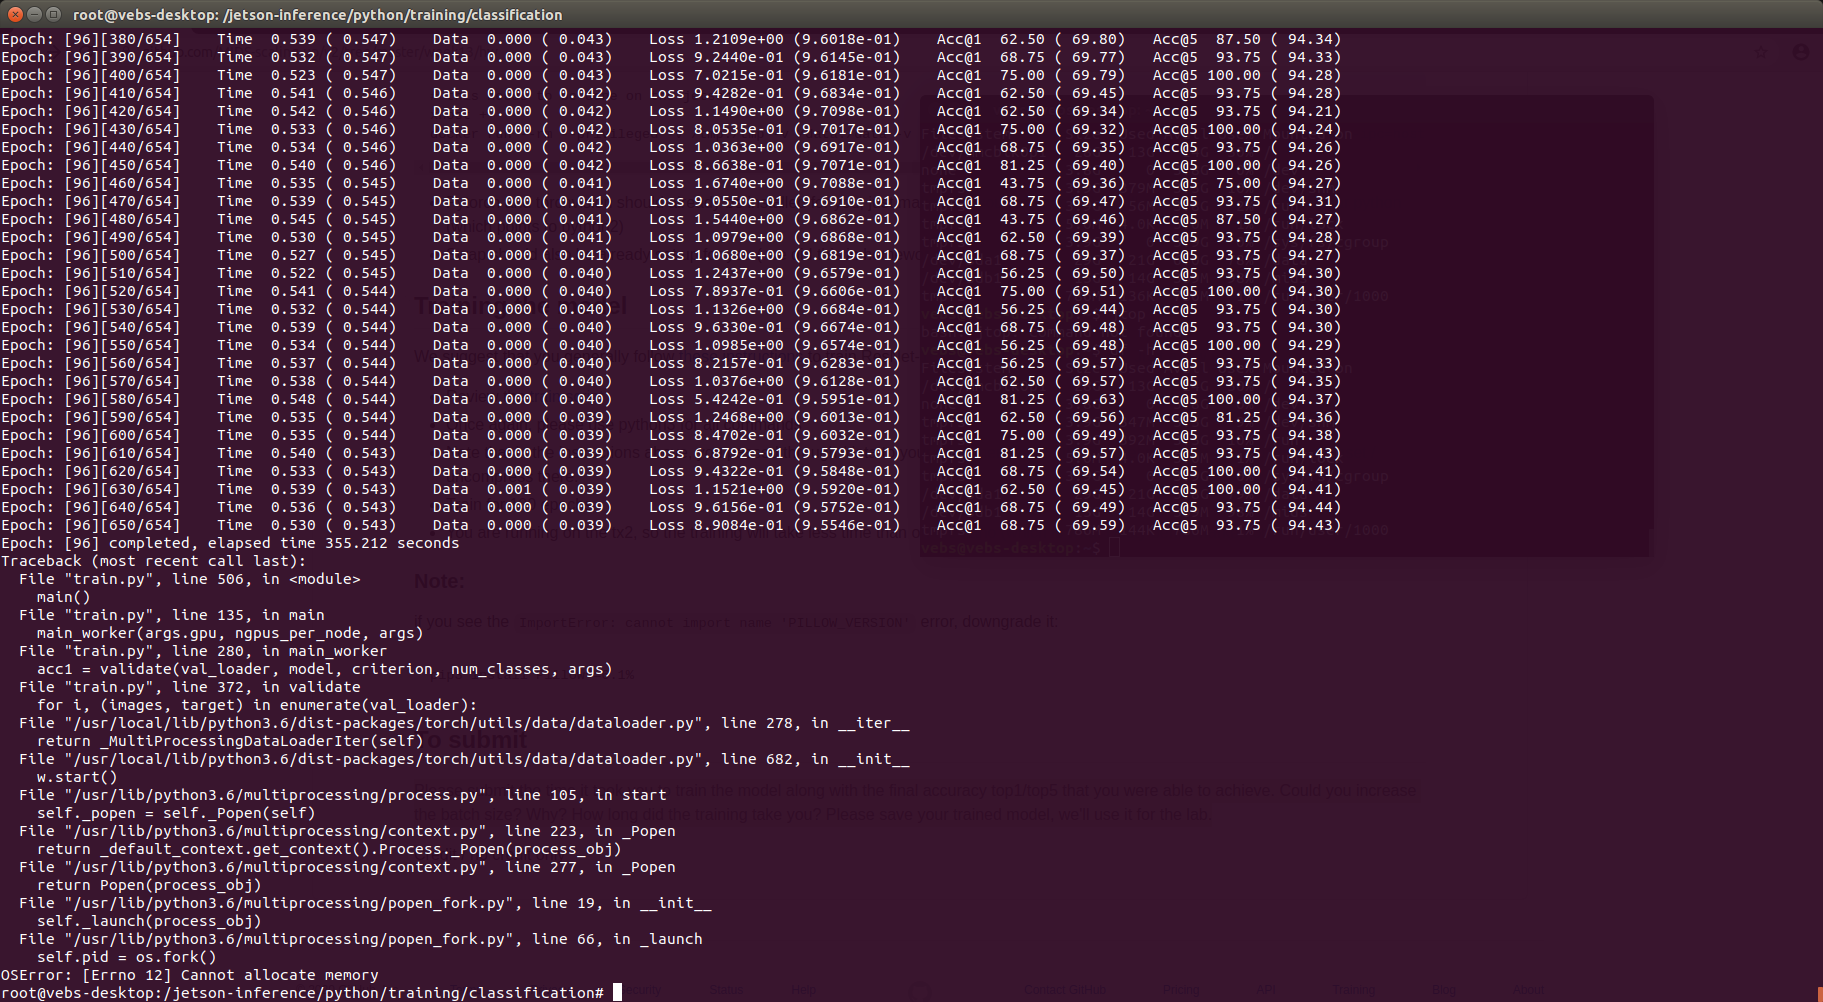 root@vebs-desktop: /jetson-inference/python/training/classification
Epoch: [96][380/654]    Time  0.539 ( 0.547)    Data  0.000 ( 0.043)    Loss 1.2109e+00 (9.6018e-01)    Acc@1  62.50 ( 69.80)   Acc@5  87.50 ( 94.34)
Epoch: [96][390/654]    Time  0.532 ( 0.547)    Data  0.000 ( 0.043)    Loss 9.2440e-01 (9.6145e-01)    Acc@1  68.75 ( 69.77)   Acc@5  93.75 ( 94.33)
Epoch: [96][400/654]    Time  0.523 ( 0.547)    Data  0.000 ( 0.043)    Loss 7.0215e-01 (9.6181e-01)    Acc@1  75.00 ( 69.79)   Acc@5 100.00 ( 94.28)
Epoch: [96][410/654]    Time  0.541 ( 0.546)    Data  0.000 ( 0.042)    Loss 9.4282e-01 (9.6834e-01)    Acc@1  62.50 ( 69.45)   Acc@5  93.75 ( 94.28)
Epoch: [96][420/654]    Time  0.542 ( 0.546)    Data  0.000 ( 0.042)    Loss 1.1490e+00 (9.7098e-01)    Acc@1  62.50 ( 69.34)   Acc@5  93.75 ( 94.21)
Epoch: [96][430/654]    Time  0.533 ( 0.546)    Data  0.000 ( 0.042)    Loss 8.0535e-01 (9.7017e-01)    Acc@1  75.00 ( 69.32)   Acc@5 100.00 ( 94.24)
Epoch: [96][440/654]    Time  0.534 ( 0.546)    Data  0.000 ( 0.042)    Loss 1.0363e+00 (9.6917e-01)    Acc@1  68.75 ( 69.35)   Acc@5  93.75 ( 94.26)
Epoch: [96][450/654]    Time  0.540 ( 0.546)    Data  0.000 ( 0.042)    Loss 8.6638e-01 (9.7071e-01)    Acc@1  81.25 ( 69.40)   Acc@5 100.00 ( 94.26)
Epoch: [96][460/654]    Time  0.535 ( 0.545)    Data  0.000 ( 0.041)    Loss 1.6740e+00 (9.7088e-01)    Acc@1  43.75 ( 69.36)   Acc@5  75.00 ( 94.27)
Epoch: [96][470/654]    Time  0.539 ( 0.545)    Data  0.000 ( 0.041)    Loss 9.0550e-01 (9.6910e-01)    Acc@1  68.75 ( 69.47)   Acc@5  93.75 ( 94.31)
Epoch: [96][480/654]    Time  0.545 ( 0.545)    Data  0.000 ( 0.041)    Loss 1.5440e+00 (9.6862e-01)    Acc@1  43.75 ( 69.46)   Acc@5  87.50 ( 94.27)
Epoch: [96][490/654]    Time  0.530 ( 0.545)    Data  0.000 ( 0.041)    Loss 1.0979e+00 (9.6868e-01)    Acc@1  62.50 ( 69.39)   Acc@5  93.75 ( 94.28)
Epoch: [96][500/654]    Time  0.527 ( 0.545)    Data  0.000 ( 0.041)    Loss 1.0680e+00 (9.6819e-01)    Acc@1  68.75 ( 69.37)   Acc@5  93.75 ( 94.27)
Epoch: [96][510/654]    Time  0.522 ( 0.545)    Data  0.000 ( 0.040)    Loss 1.2437e+00 (9.6579e-01)    Acc@1  56.25 ( 69.50)   Acc@5  93.75 ( 94.30)
Epoch: [96][520/654]    Time  0.541 ( 0.544)    Data  0.000 ( 0.040)    Loss 7.8937e-01 (9.6606e-01)    Acc@1  75.00 ( 69.51)   Acc@5 100.00 ( 94.30)
Epoch: [96][530/654]    Time  0.532 ( 0.544)    Data  0.000 ( 0.040)    Loss 1.1326e+00 (9.6684e-01)    Acc@1  56.25 ( 69.44)   Acc@5  93.75 ( 94.30)
Epoch: [96][540/654]    Time  0.539 ( 0.544)    Data  0.000 ( 0.040)    Loss 9.6330e-01 (9.6674e-01)    Acc@1  68.75 ( 69.48)   Acc@5  93.75 ( 94.30)
Epoch: [96][550/654]    Time  0.534 ( 0.544)    Data  0.000 ( 0.040)    Loss 1.0985e+00 (9.6574e-01)    Acc@1  56.25 ( 69.48)   Acc@5 100.00 ( 94.29)
Epoch: [96][560/654]    Time  0.537 ( 0.544)    Data  0.000 ( 0.040)    Loss 8.2157e-01 (9.6283e-01)    Acc@1  56.25 ( 69.57)   Acc@5  93.75 ( 94.33)
Epoch: [96][570/654]    Time  0.538 ( 0.544)    Data  0.000 ( 0.040)    Loss 1.0376e+00 (9.6128e-01)    Acc@1  62.50 ( 69.57)   Acc@5  93.75 ( 94.35)
Epoch: [96][580/654]    Time  0.548 ( 0.544)    Data  0.000 ( 0.040)    Loss 5.4242e-01 (9.5951e-01)    Acc@1  81.25 ( 69.63)   Acc@5 100.00 ( 94.37)
Epoch: [96][590/654]    Time  0.535 ( 0.544)    Data  0.000 ( 0.039)    Loss 1.2468e+00 (9.6013e-01)    Acc@1  62.50 ( 69.56)   Acc@5  81.25 ( 94.36)
Epoch: [96][600/654]    Time  0.535 ( 0.544)    Data  0.000 ( 0.039)    Loss 8.4702e-01 (9.6032e-01)    Acc@1  75.00 ( 69.49)   Acc@5  93.75 ( 94.38)
Epoch: [96][610/654]    Time  0.540 ( 0.543)    Data  0.000 ( 0.039)    Loss 6.8792e-01 (9.5793e-01)    Acc@1  81.25 ( 69.57)   Acc@5  93.75 ( 94.43)
Epoch: [96][620/654]    Time  0.533 ( 0.543)    Data  0.000 ( 0.039)    Loss 9.4322e-01 (9.5848e-01)    Acc@1  68.75 ( 69.54)   Acc@5 100.00 ( 94.41)
Epoch: [96][630/654]    Time  0.539 ( 0.543)    Data  0.001 ( 0.039)    Loss 1.1521e+00 (9.5920e-01)    Acc@1  62.50 ( 69.45)   Acc@5 100.00 ( 94.41)
Epoch: [96][640/654]    Time  0.536 ( 0.543)    Data  0.000 ( 0.039)    Loss 9.6156e-01 (9.5752e-01)    Acc@1  68.75 ( 69.49)   Acc@5  93.75 ( 94.44)
Epoch: [96][650/654]    Time  0.530 ( 0.543)    Data  0.000 ( 0.039)    Loss 8.9084e-01 (9.5546e-01)    Acc@1  68.75 ( 69.59)   Acc@5  93.75 ( 94.43)
Epoch: [96] completed, elapsed time 355.212 seconds
Traceback (most recent call last):
  File "train.py", line 506, in <module>
    main()
  File "train.py", line 135, in main
    main_worker(args.gpu, ngpus_per_node, args)
  File "train.py", line 280, in main_worker
    acc1 = validate(val_loader, model, criterion, num_classes, args)
  File "train.py", line 372, in validate
    for i, (images, target) in enumerate(val_loader):
  File "/usr/local/lib/python3.6/dist-packages/torch/utils/data/dataloader.py", line 278, in __iter__
    return _MultiProcessingDataLoaderIter(self)
  File "/usr/local/lib/python3.6/dist-packages/torch/utils/data/dataloader.py", line 682, in __init__
    w.start()
  File "/usr/lib/python3.6/multiprocessing/process.py", line 105, in start
    self._popen = self._Popen(self)
  File "/usr/lib/python3.6/multiprocessing/context.py", line 223, in _Popen
    return _default_context.get_context().Process._Popen(process_obj)
  File "/usr/lib/python3.6/multiprocessing/context.py", line 277, in _Popen
    return Popen(process_obj)
  File "/usr/lib/python3.6/multiprocessing/popen_fork.py", line 19, in __init__
    self._launch(process_obj)
  File "/usr/lib/python3.6/multiprocessing/popen_fork.py", line 66, in _launch
    self.pid = os.fork()
OSError: [Errno 12] Cannot allocate memory
root@vebs-desktop:/jetson-inference/python/training/classification#
vebs@vebs-desktop:~$
Note:
if you see the ImportError: cannot import name 'PILLOW_VERSION' error, downgrade it:
To submit